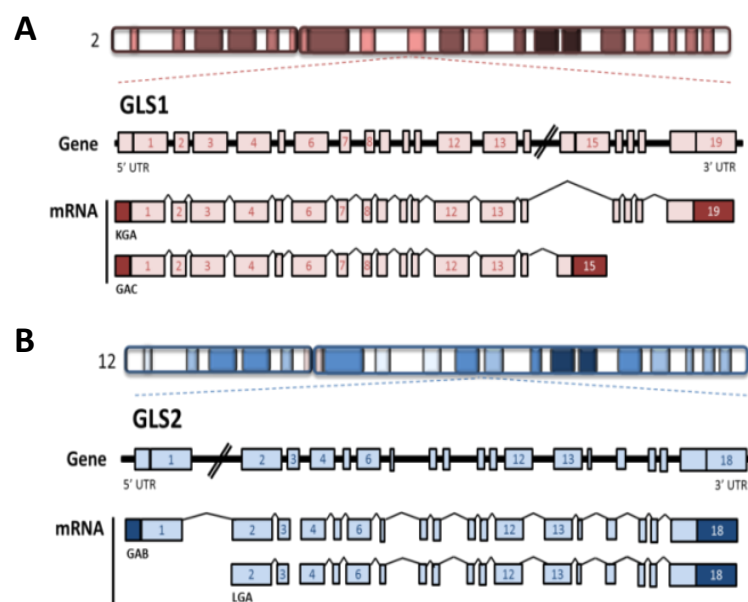 A
2
GLS1
Gene
1 2 3 4 6 7 8 12 13 15 19
5' UTR 3' UTR
mRNA
1 2 3 4 6 7 8 12 13 19
KGA
1 2 3 4 6 7 8 12 13 15
GAC
B
12
GLS2
Gene
1 2 3 4 6 12 13 18
5' UTR 3' UTR
mRNA
1 2 3 4 6 12 13 18
GAB
2 3 4 6 12 13 18
LGA